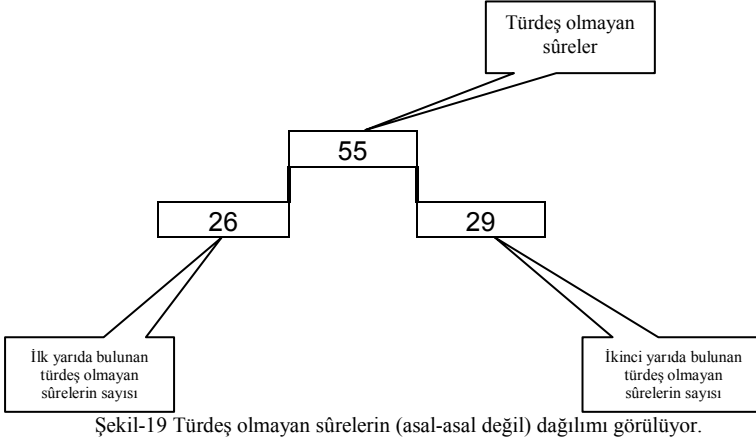 Türdeş olmayan
sûreler
55
26
29
İlk yarıda bulunan
türdeş olmayan
sûrelerin sayısı
İkinci yarıda bulunan
türdeş olmayan
sûrelerin sayısı
Şekil-19 Türdeş olmayan sûrelerin (asal-asal değil) dağılımı görülüyor.